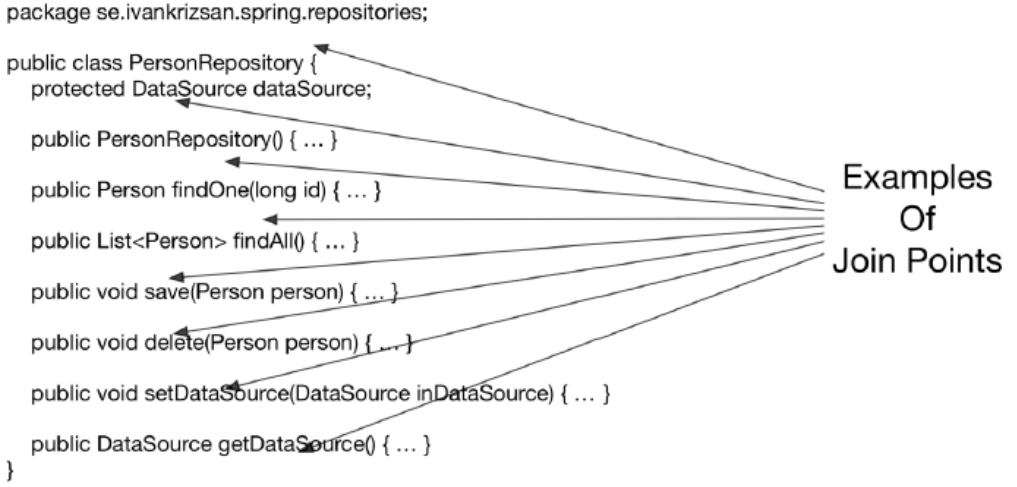 package se.ivankrizsan.spring.repositories;
public class PersonRepository {
protected DataSource dataSource;
public PersonRepository() { ... }
public Person findOne(long id) { ... }
public List<Person> findAll() { ... }
public void save(Person person) { ... }
public void delete(Person person) { ... }
public void setDataSource(DataSource inDataSource) { ... }
public DataSource getDataSource() { ... }
}
Examples
Of
Join Points